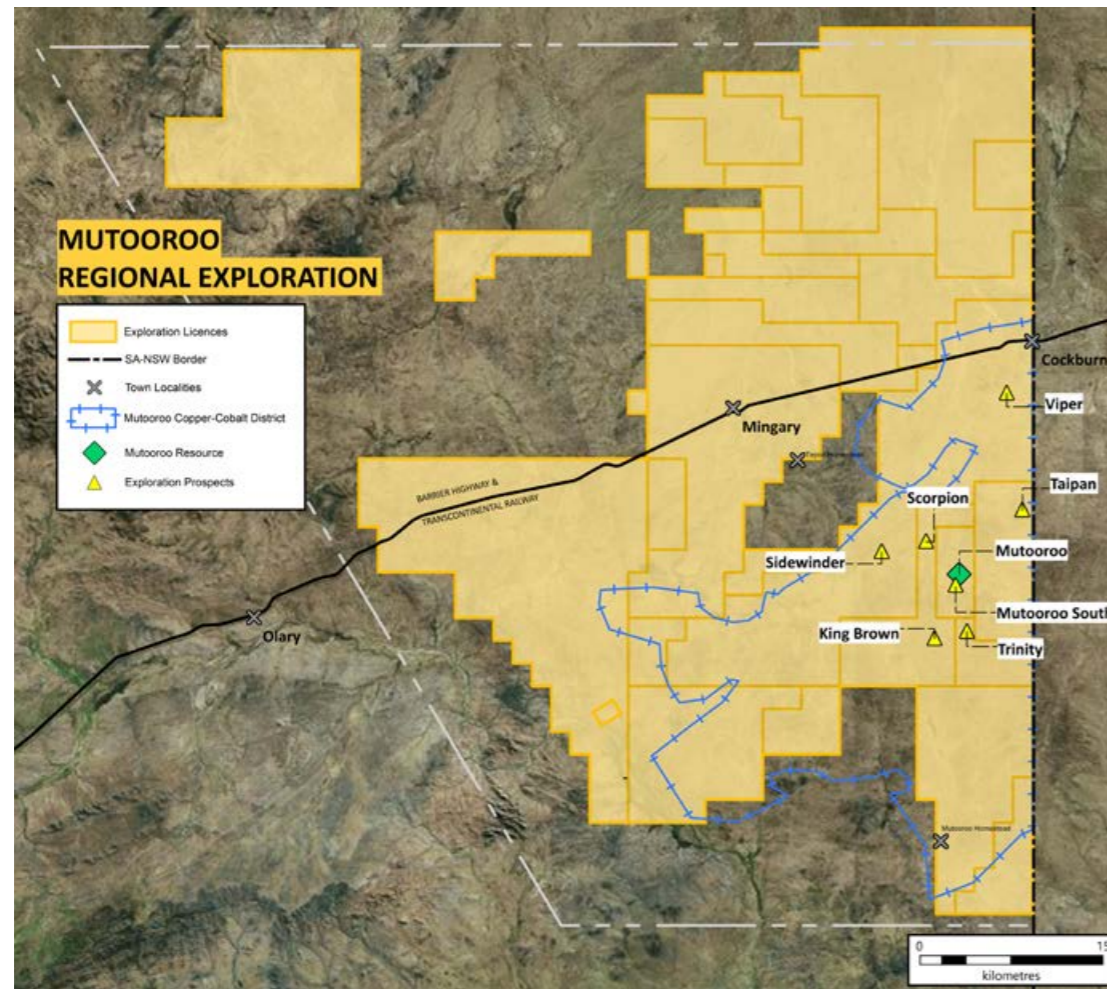 MUTOOROO
REGIONAL EXPLORATION
Exploration Licences
SA-NSW Border
Town Localities
Mutooroo Copper-Cobalt District
Mutooroo Resource
Exploration Prospects
Cockburn
Viper
Mingary
Taipan
Scorpion
BARRIER HIGHWAY &
TRANSCONTINENTAL RAILWAY
Mutooroo
Sidewinder
Mutooroo South
King Brown
Olary
Trinity
Mutooroo Homestead
0 15
kilometres